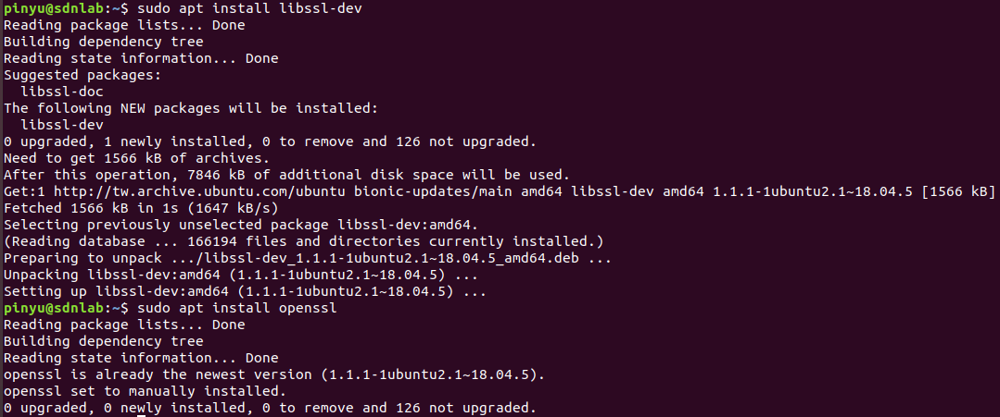 pinyu@sdnlab:~$ sudo apt install libssl-dev
Reading package lists... Done
Building dependency tree
Reading state information... Done
Suggested packages:
  libssl-doc
The following NEW packages will be installed:
  libssl-dev
0 upgraded, 1 newly installed, 0 to remove and 126 not upgraded.
Need to get 1566 kB of archives.
After this operation, 7846 kB of additional disk space will be used.
Get:1 http://tw.archive.ubuntu.com/ubuntu bionic-updates/main amd64 libssl-dev amd64 1.1.1-1ubuntu2.1~18.04.5 [1566 kB]
Fetched 1566 kB in 1s (1647 kB/s)
Selecting previously unselected package libssl-dev:amd64.
(Reading database ... 166194 files and directories currently installed.)
Preparing to unpack .../libssl-dev_1.1.1-1ubuntu2.1~18.04.5_amd64.deb ...
Unpacking libssl-dev:amd64 (1.1.1-1ubuntu2.1~18.04.5) ...
Setting up libssl-dev:amd64 (1.1.1-1ubuntu2.1~18.04.5) ...
pinyu@sdnlab:~$ sudo apt install openssl
Reading package lists... Done
Building dependency tree
Reading state information... Done
openssl is already the newest version (1.1.1-1ubuntu2.1~18.04.5).
openssl set to manually installed.
0 upgraded, 0 newly installed, 0 to remove and 126 not upgraded.